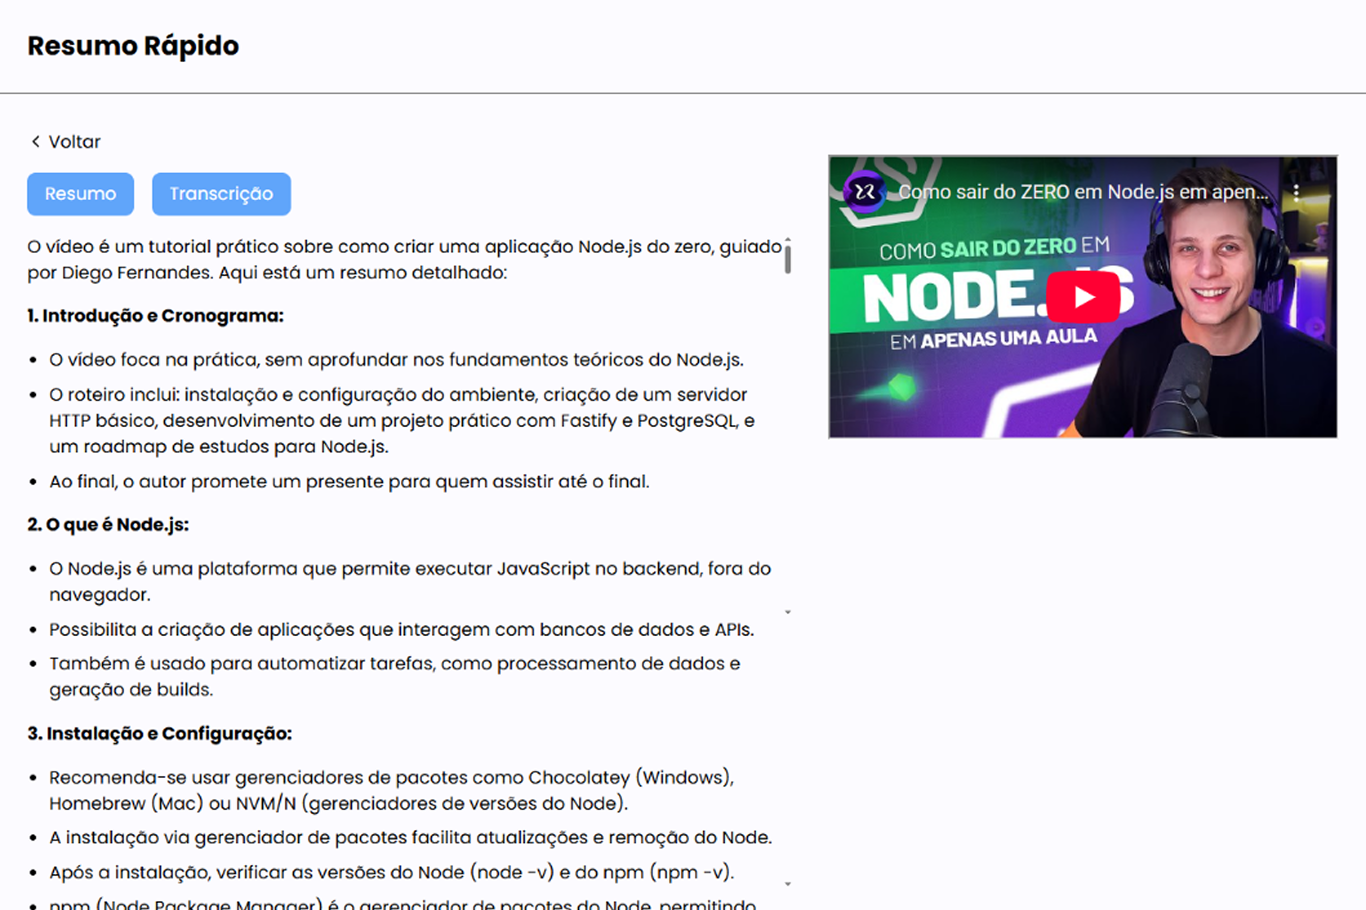 Resumo Rápido
Voltar
Resumo
Transcrição
O vídeo é um tutorial prático sobre como criar uma aplicação Node.js do zero, guiado
por Diego Fernandes. Aqui está um resumo detalhado:
1. Introdução e Cronograma:
• O vídeo foca na prática, sem aprofundar nos fundamentos teóricos do Node.js.
• O roteiro inclui: instalação e configuração do ambiente, criação de um servidor
HTTP básico, desenvolvimento de um projeto prático com Fastify e PostgreSQL, e
um roadmap de estudos para Node.js.
• Ao final, o autor promete um presente para quem assistir até o final.
2. O que é Node.js:
• O Node.js é uma plataforma que permite executar JavaScript no backend, fora do
navegador.
• Possibilita a criação de aplicações que interagem com bancos de dados e APIs.
• Também é usado para automatizar tarefas, como processamento de dados e
geração de builds.
3. Instalação e Configuração:
• Recomenda-se usar gerenciadores de pacotes como Chocolatey (Windows),
Homebrew (Mac) ou NVM/N (gerenciadores de versões do Node).
• A instalação via gerenciador de pacotes facilita atualizações e remoção do Node.
• Após a instalação, verificar as versões do Node (node -v) e do npm (npm -v).
• npm (Node Package Manager) é o gerenciador de pacotes do Node, permitindo
Como sair do ZERO em Node.js em apen...
COMO SAIR DO ZERO EM
NODE.JS
EM APENAS UMA AULA